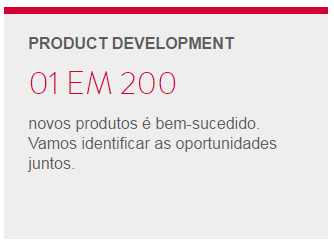 PRODUCT DEVELOPMENT
01 EM 200
novos produtos é bem-sucedido.
Vamos identificar as oportunidades
juntos.